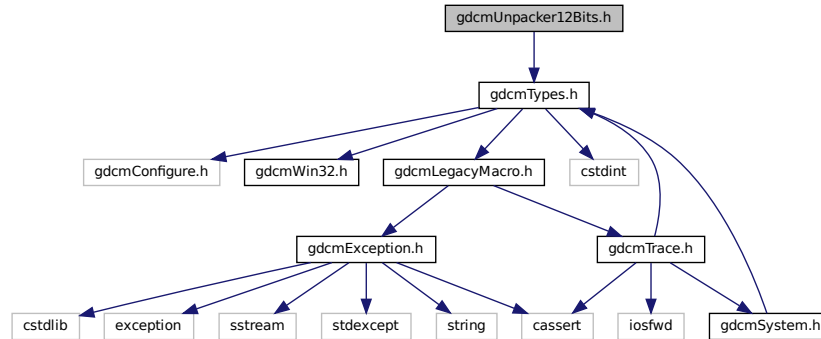 gdcmUnpacker12Bits.h
gdcmTypes.h
gdcmConfigure.h
gdcmWin32.h
gdcmLegacyMacro.h
cstdint
gdcmException.h
gdcmTrace.h
cstdlib
exception
sstream
stdexcept
string
cassert
iosfwd
gdcmSystem.h